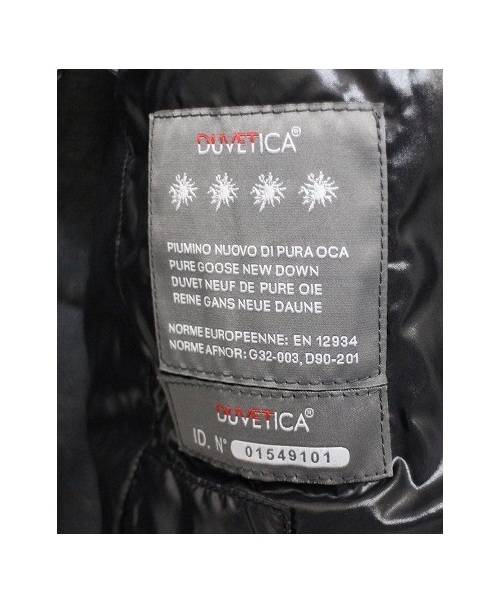 DUVETICA®
PIUMINO NUOVO DI PURA OCA
PURE GOOSE NEW DOWN
DUVET NEUF DE PURE OIE
REINE GANS NEUE DAUNE
NORME EUROPEENNE: EN 12934
NORME AFNOR: G32-003, D90-201
DUVETICA®
ID. N° 01549101